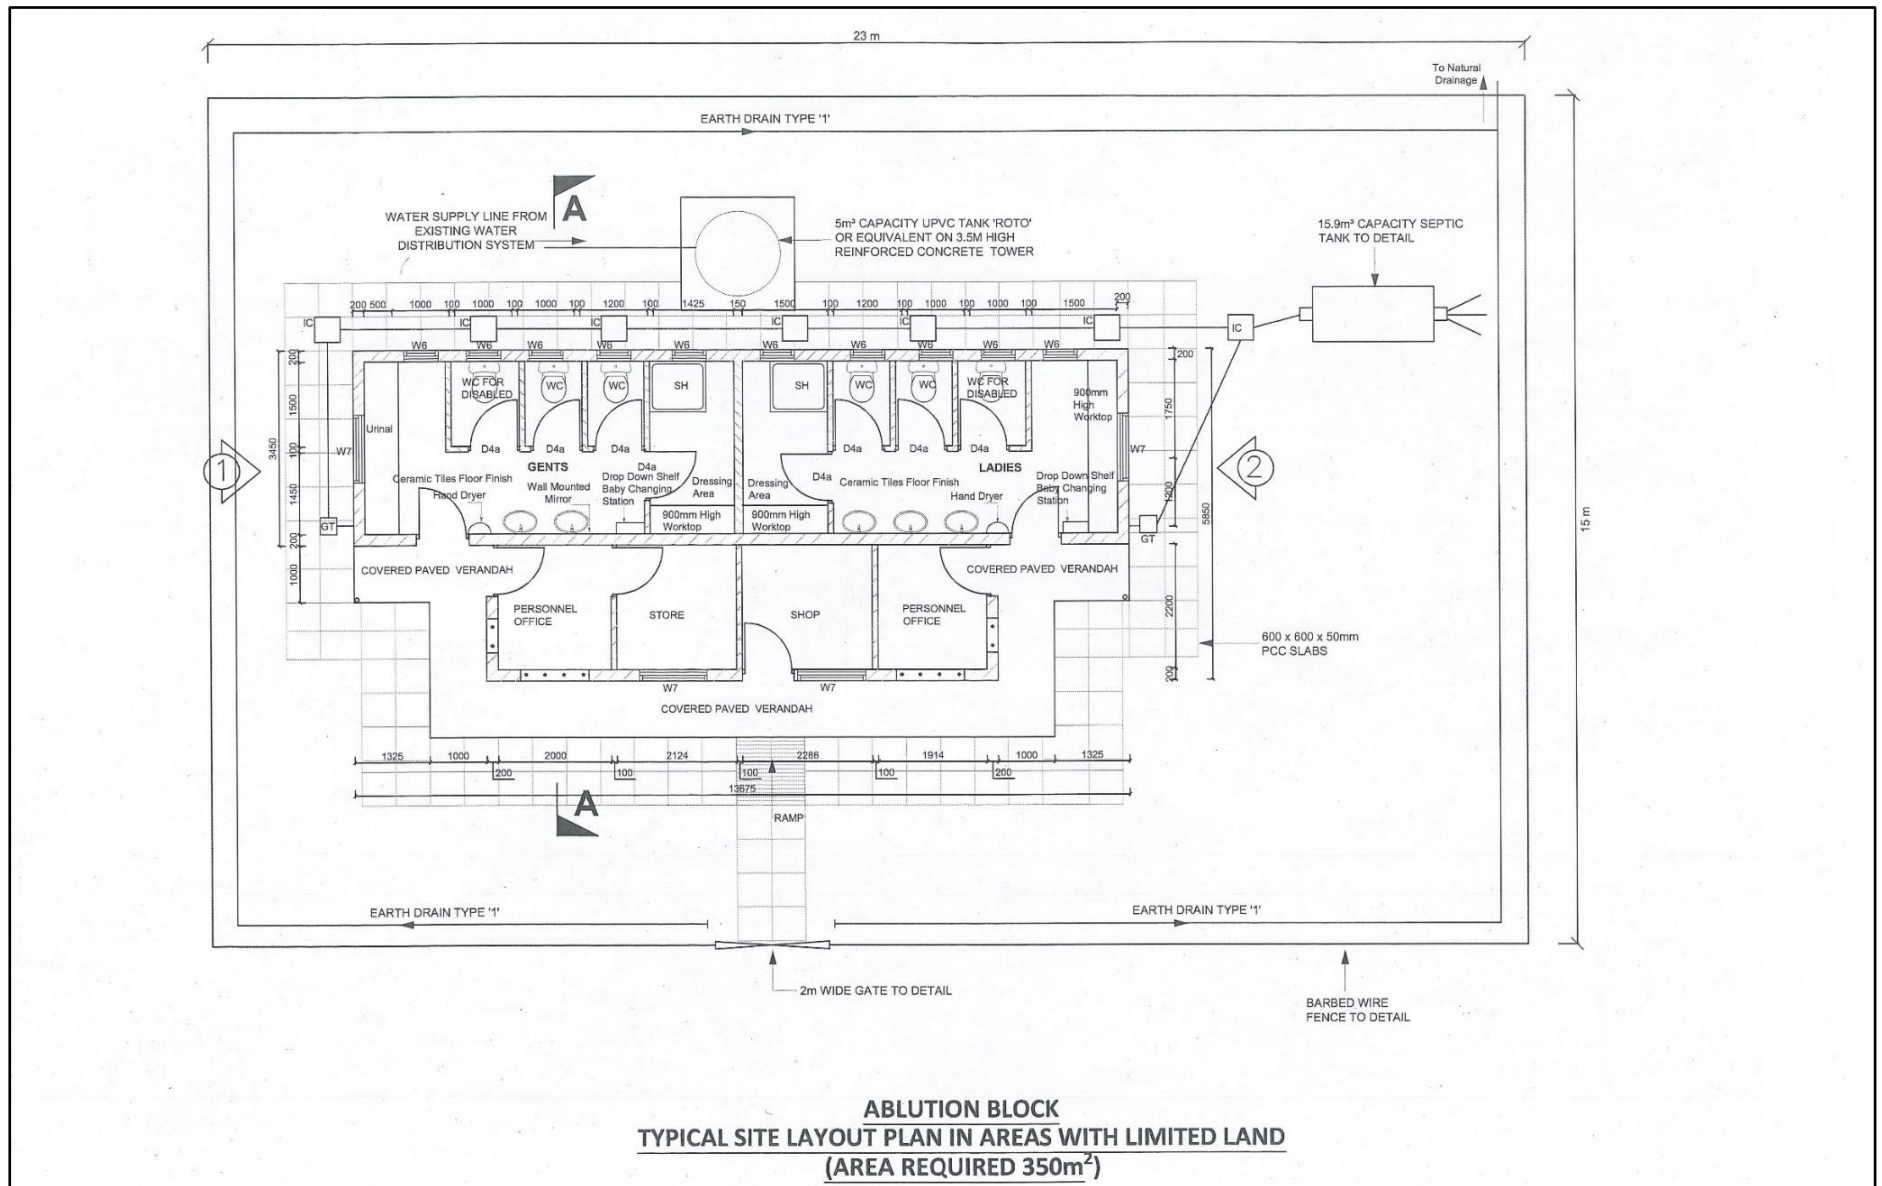 23 m
To Natural
Drainage
EARTH DRAIN TYPE '1'
A
WATER SUPPLY LINE FROM
EXISTING WATER
DISTRIBUTION SYSTEM
5m³ CAPACITY UPVC TANK 'ROTO'
OR EQUIVALENT ON 3.5M HIGH
REINFORCED CONCRETE TOWER
15.9m³ CAPACITY SEPTIC
TANK TO DETAIL
200 500 1000 100 1000 100 1000 100 1200 100 1425 150 1500 100 1200 100 1000 100 1000 100 1500 200
IC IC IC IC IC IC IC
W6 W6 W6 W6 W6 W6 W6 W6 W6 W6
200 1500 100 1450 200 1000
3450
200 1750 1200 2200 200
5850
15 m
WC FOR
DISABLED
WC
WC
SH
SH
WC
WC
WC FOR
DISABLED
900mm
High
Worktop
Urinal
W7
W7
D4a D4a D4a D4a
D4a D4a D4a D4a
GENTS
LADIES
1
2
Ceramic Tiles Floor Finish
Hand Dryer
Wall Mounted
Mirror
Drop Down Shelf
Baby Changing
Station
Dressing
Area
900mm High
Worktop
Dressing
Area
900mm High
Worktop
Ceramic Tiles Floor Finish
Hand Dryer
Drop Down Shelf
Baby Changing
Station
GT
GT
COVERED PAVED VERANDAH
COVERED PAVED VERANDAH
PERSONNEL
OFFICE
STORE
SHOP
PERSONNEL
OFFICE
600 x 600 x 50mm
PCC SLABS
W7
W7
COVERED PAVED VERANDAH
1325 1000 2000 2124 2286 1914 1000 1325
200 100 100 100 200
13675
A
RAMP
EARTH DRAIN TYPE '1'
EARTH DRAIN TYPE '1'
2m WIDE GATE TO DETAIL
BARBED WIRE
FENCE TO DETAIL
ABLUTION BLOCK
TYPICAL SITE LAYOUT PLAN IN AREAS WITH LIMITED LAND
(AREA REQUIRED 350m²)